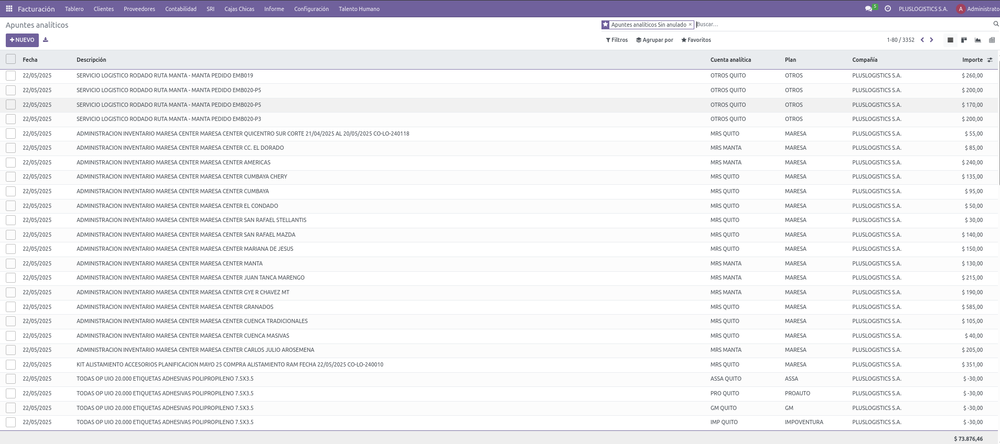 Facturación Tablero Clientes Proveedores Contabilidad SRI Cajas Chicas Informe Configuración Talento Humano 5 PLUSLOGISTICS S.A. A Administrato
Apuntes analíticos Apuntes analíticos Sin anulado × Buscar...
+ NUEVO Filtros Agrupar por Favoritos 1-80 / 3352
Fecha Descripción Cuenta analítica Plan Compañía Importe
22/05/2025 SERVICIO LOGISTICO RODADO RUTA MANTA - MANTA PEDIDO EMB019 OTROS QUITO OTROS PLUSLOGISTICS S.A. $ 260,00
22/05/2025 SERVICIO LOGISTICO RODADO RUTA MANTA - MANTA PEDIDO EMB020-P5 OTROS QUITO OTROS PLUSLOGISTICS S.A. $ 200,00
22/05/2025 SERVICIO LOGISTICO RODADO RUTA MANTA - MANTA PEDIDO EMB020-P5 OTROS QUITO OTROS PLUSLOGISTICS S.A. $ 170,00
22/05/2025 SERVICIO LOGISTICO RODADO RUTA MANTA - MANTA PEDIDO EMB020-P3 OTROS QUITO OTROS PLUSLOGISTICS S.A. $ 200,00
22/05/2025 ADMINISTRACION INVENTARIO MARESA CENTER MARESA CENTER QUICENTRO SUR CORTE 21/04/2025 AL 20/05/2025 CO-LO-240118 MRS QUITO MARESA PLUSLOGISTICS S.A. $ 55,00
22/05/2025 ADMINISTRACION INVENTARIO MARESA CENTER MARESA CENTER CC. EL DORADO MRS MANTA MARESA PLUSLOGISTICS S.A. $ 85,00
22/05/2025 ADMINISTRACION INVENTARIO MARESA CENTER MARESA CENTER AMERICAS MRS MANTA MARESA PLUSLOGISTICS S.A. $ 240,00
22/05/2025 ADMINISTRACION INVENTARIO MARESA CENTER MARESA CENTER CUMBAYA CHERY MRS QUITO MARESA PLUSLOGISTICS S.A. $ 135,00
22/05/2025 ADMINISTRACION INVENTARIO MARESA CENTER MARESA CENTER CUMBAYA MRS QUITO MARESA PLUSLOGISTICS S.A. $ 95,00
22/05/2025 ADMINISTRACION INVENTARIO MARESA CENTER MARESA CENTER EL CONDADO MRS QUITO MARESA PLUSLOGISTICS S.A. $ 50,00
22/05/2025 ADMINISTRACION INVENTARIO MARESA CENTER MARESA CENTER SAN RAFAEL STELLANTIS MRS QUITO MARESA PLUSLOGISTICS S.A. $ 30,00
22/05/2025 ADMINISTRACION INVENTARIO MARESA CENTER MARESA CENTER SAN RAFAEL MAZDA MRS QUITO MARESA PLUSLOGISTICS S.A. $ 140,00
22/05/2025 ADMINISTRACION INVENTARIO MARESA CENTER MARESA CENTER MARIANA DE JESUS MRS QUITO MARESA PLUSLOGISTICS S.A. $ 150,00
22/05/2025 ADMINISTRACION INVENTARIO MARESA CENTER MARESA CENTER MANTA MRS MANTA MARESA PLUSLOGISTICS S.A. $ 130,00
22/05/2025 ADMINISTRACION INVENTARIO MARESA CENTER MARESA CENTER JUAN TANCA MARENGO MRS MANTA MARESA PLUSLOGISTICS S.A. $ 215,00
22/05/2025 ADMINISTRACION INVENTARIO MARESA CENTER MARESA CENTER GYE R CHAVEZ MT MRS MANTA MARESA PLUSLOGISTICS S.A. $ 190,00
22/05/2025 ADMINISTRACION INVENTARIO MARESA CENTER MARESA CENTER GRANADOS MRS QUITO MARESA PLUSLOGISTICS S.A. $ 585,00
22/05/2025 ADMINISTRACION INVENTARIO MARESA CENTER MARESA CENTER CUENCA TRADICIONALES MRS QUITO MARESA PLUSLOGISTICS S.A. $ 105,00
22/05/2025 ADMINISTRACION INVENTARIO MARESA CENTER MARESA CENTER CUENCA MASIVAS MRS QUITO MARESA PLUSLOGISTICS S.A. $ 40,00
22/05/2025 ADMINISTRACION INVENTARIO MARESA CENTER MARESA CENTER CARLOS JULIO AROSEMENA MRS MANTA MARESA PLUSLOGISTICS S.A. $ 205,00
22/05/2025 KIT ALISTAMIENTO ACCESORIOS PLANIFICACION MAYO 25 COMPRA ALISTAMIENTO RAM FECHA 22/05/2025 CO-LO-240010 MRS QUITO MARESA PLUSLOGISTICS S.A. $ 351,00
22/05/2025 TODAS OP UIO 20.000 ETIQUETAS ADHESIVAS POLIPROPILENO 7.5X3.5 ASSA QUITO ASSA PLUSLOGISTICS S.A. $ -30,00
22/05/2025 TODAS OP UIO 20.000 ETIQUETAS ADHESIVAS POLIPROPILENO 7.5X3.5 PRO QUITO PROAUTO PLUSLOGISTICS S.A. $ -30,00
22/05/2025 TODAS OP UIO 20.000 ETIQUETAS ADHESIVAS POLIPROPILENO 7.5X3.5 GM QUITO GM PLUSLOGISTICS S.A. $ -30,00
22/05/2025 TODAS OP UIO 20.000 ETIQUETAS ADHESIVAS POLIPROPILENO 7.5X3.5 IMP QUITO IMPOVENTURA PLUSLOGISTICS S.A. $ -30,00
$ 73.876,46